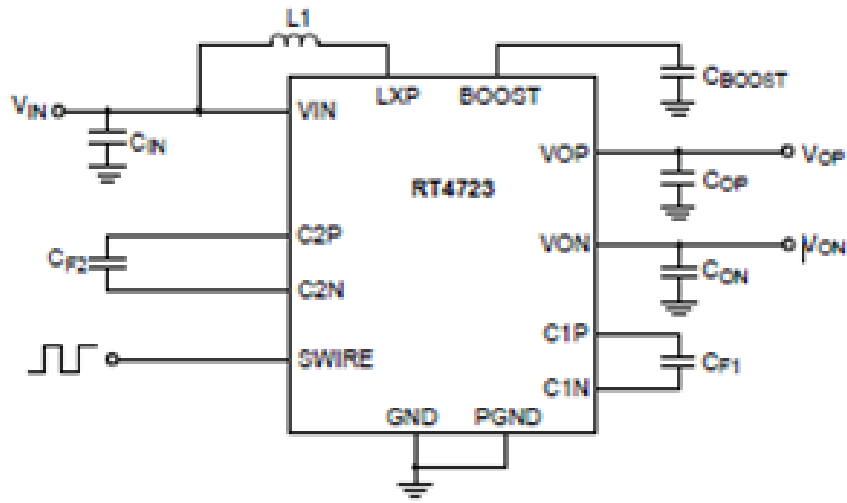 L1
LXP
BOOST
CBOOST
VIN
VIN
CIN
VOP
VOP
RT4723
COP
C2P
CF2
VON
VON
C2N
CON
C1P
SWIRE
CF1
C1N
GND
PGND